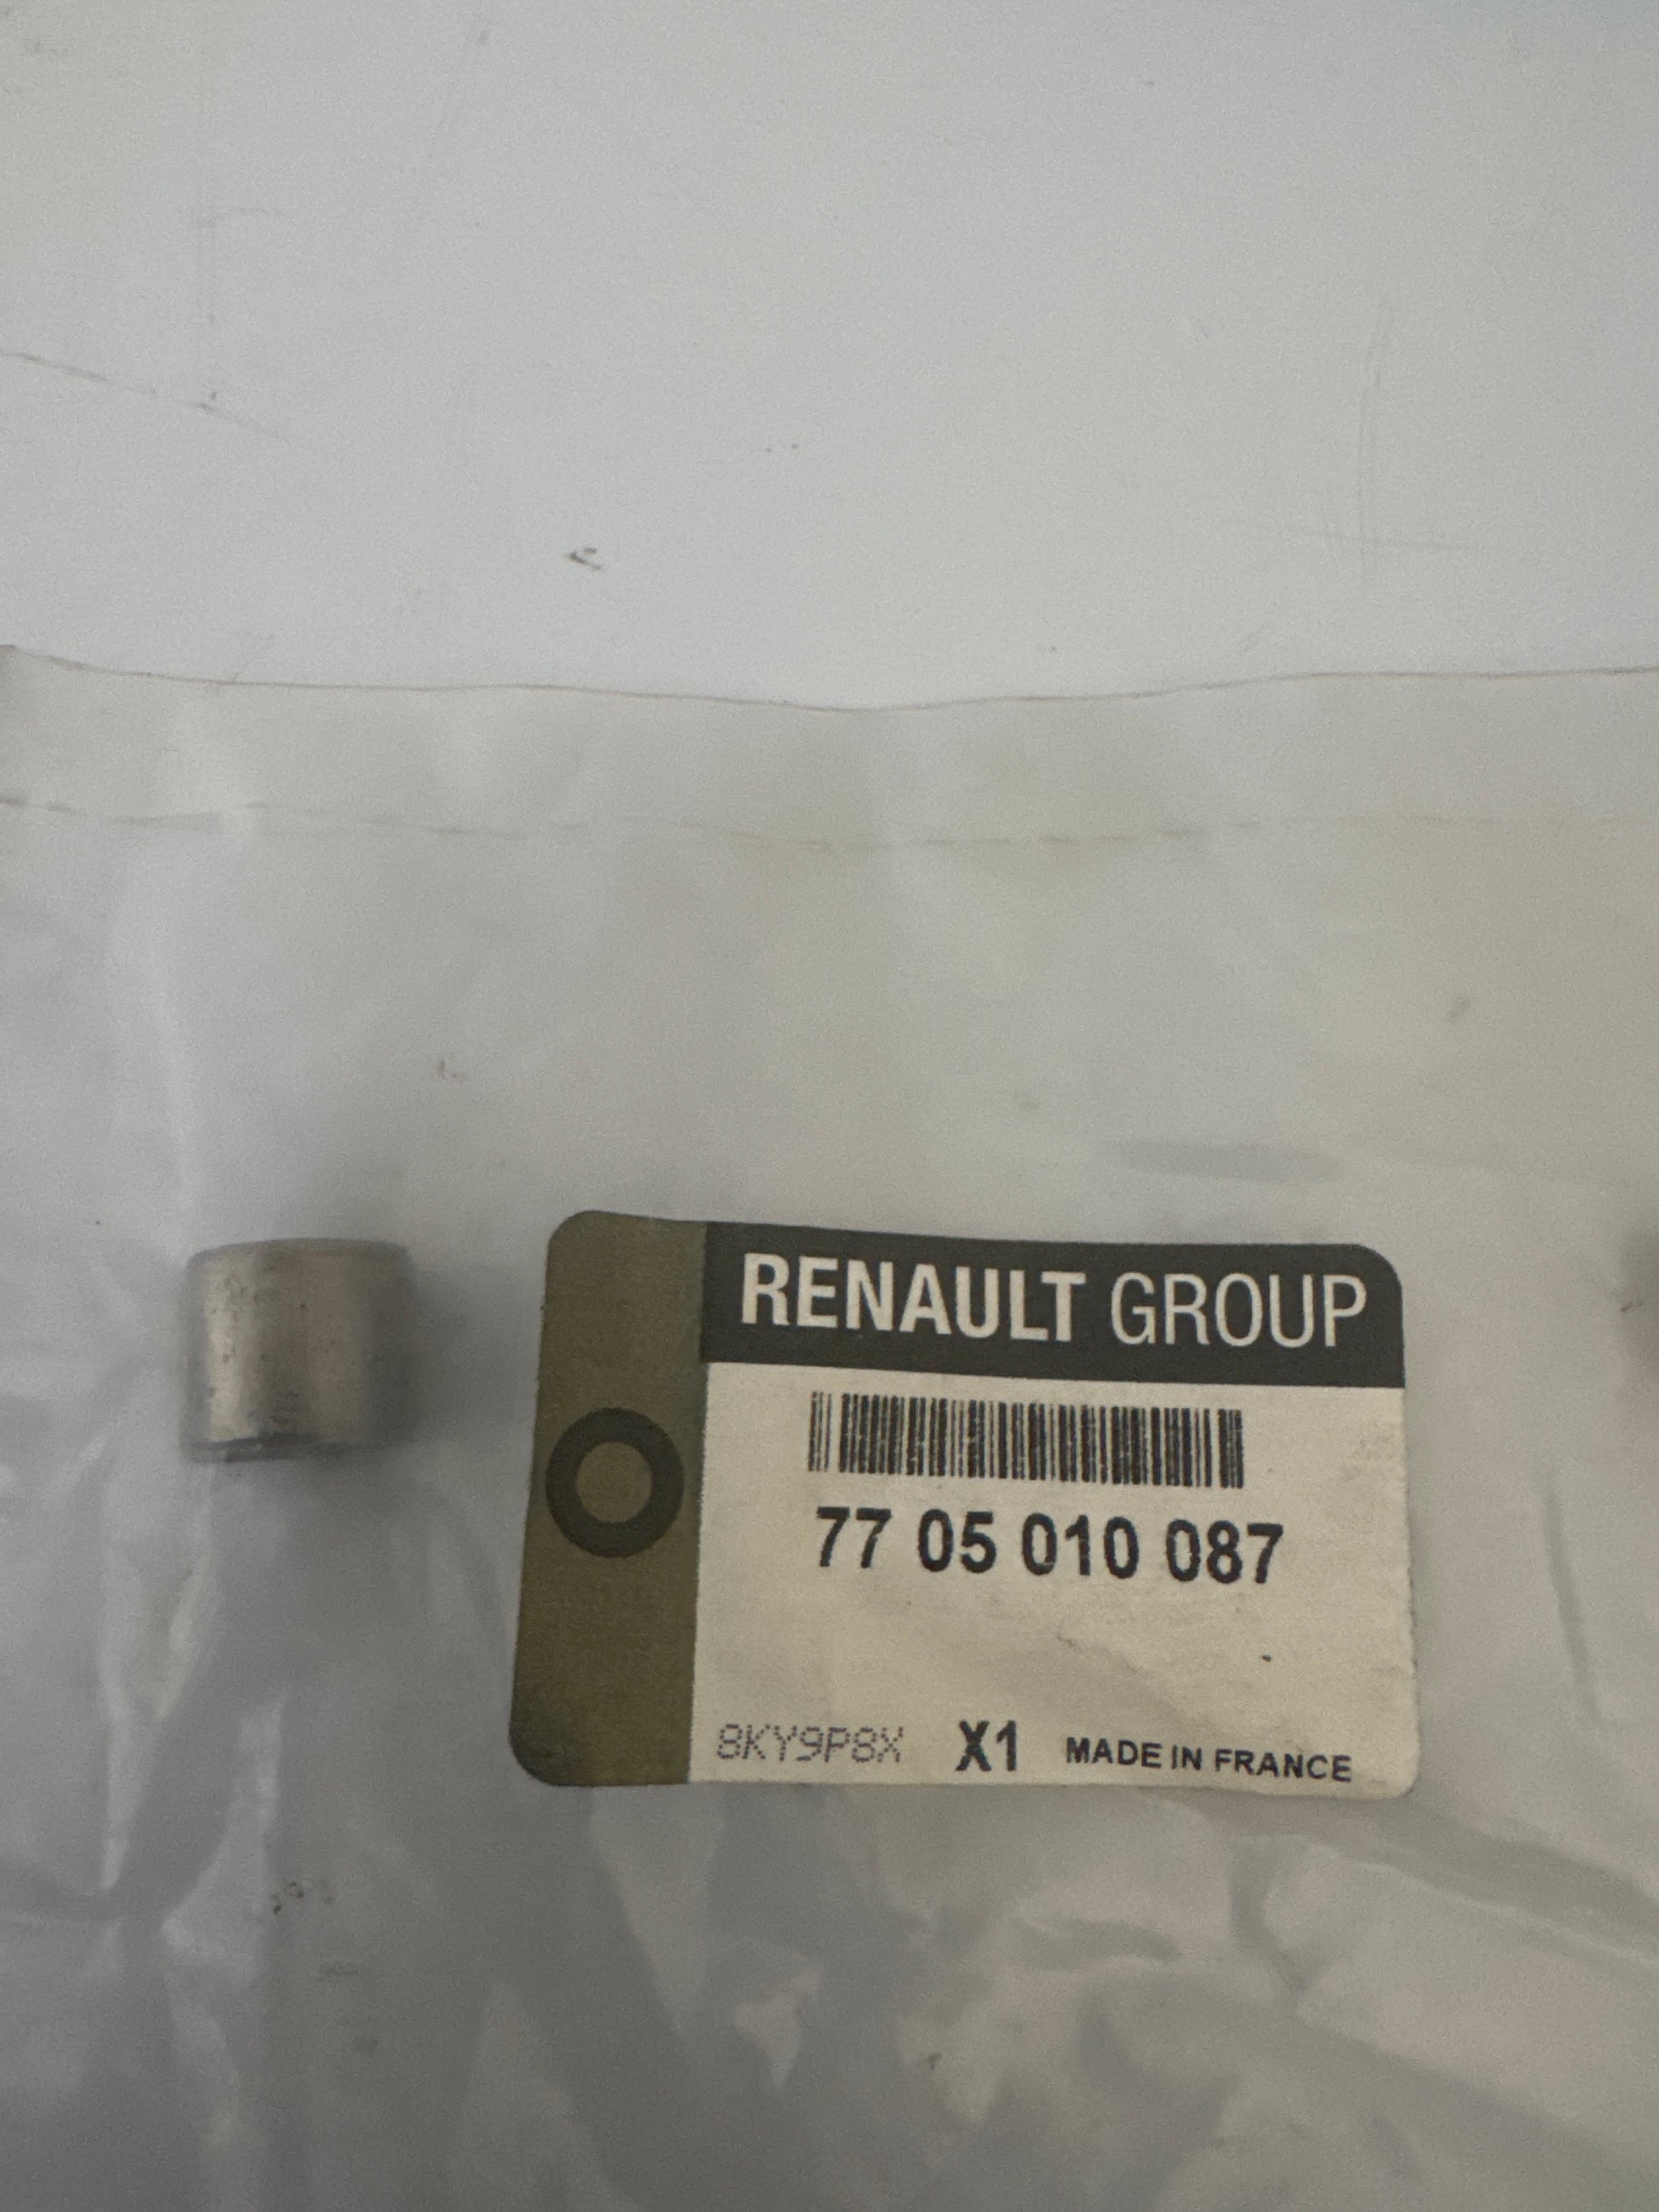 RENAULT GROUP
77 05 010 087
8KY9P8X X1 MADE IN FRANCE